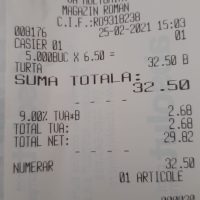 MAGAZIN ROMAN
C.I.F.:RO9318238
008176 25-02-2021 15:03
CASIER 01 01
5.000BUC X 6.50 =
TURTA 32.50 B
SUMA TOTALA:
32.50
- - - -
9.00% TVA*B 2.68
TOTAL TVA: 2.68
TOTAL NET: 29.82
- - - -
NUMERAR 32.50
01 ARTICOLE